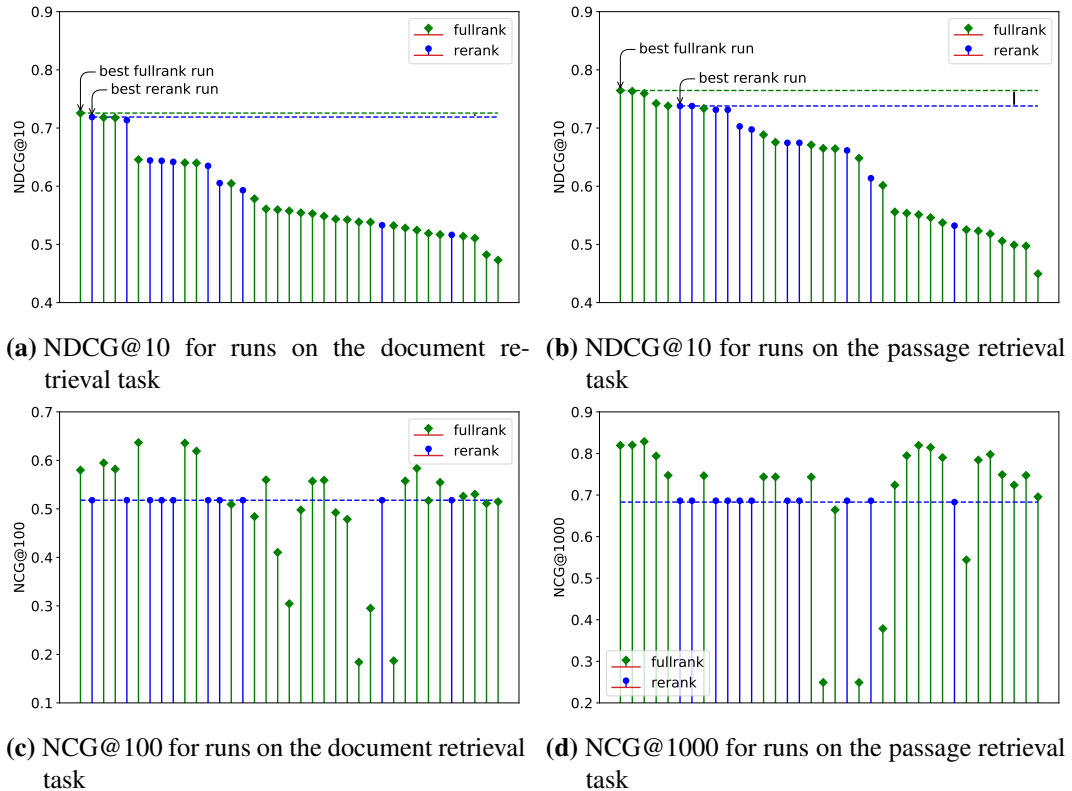 0.9
0.8
0.7
0.6
0.5
0.4
NDCG@10
fullrank
rerank
best fullrank run
best rerank run
0.9
0.8
0.7
0.6
0.5
0.4
NDCG@10
fullrank
rerank
best fullrank run
best rerank run
(a) NDCG@10 for runs on the document re-
trieval task
(b) NDCG@10 for runs on the passage retrieval
task
0.7
0.6
0.5
0.4
0.3
0.2
0.1
NCG@100
fullrank
rerank
0.9
0.8
0.7
0.6
0.5
0.4
0.3
0.2
NCG@1000
fullrank
rerank
(c) NCG@100 for runs on the document retrieval
task
(d) NCG@1000 for runs on the passage retrieval
task